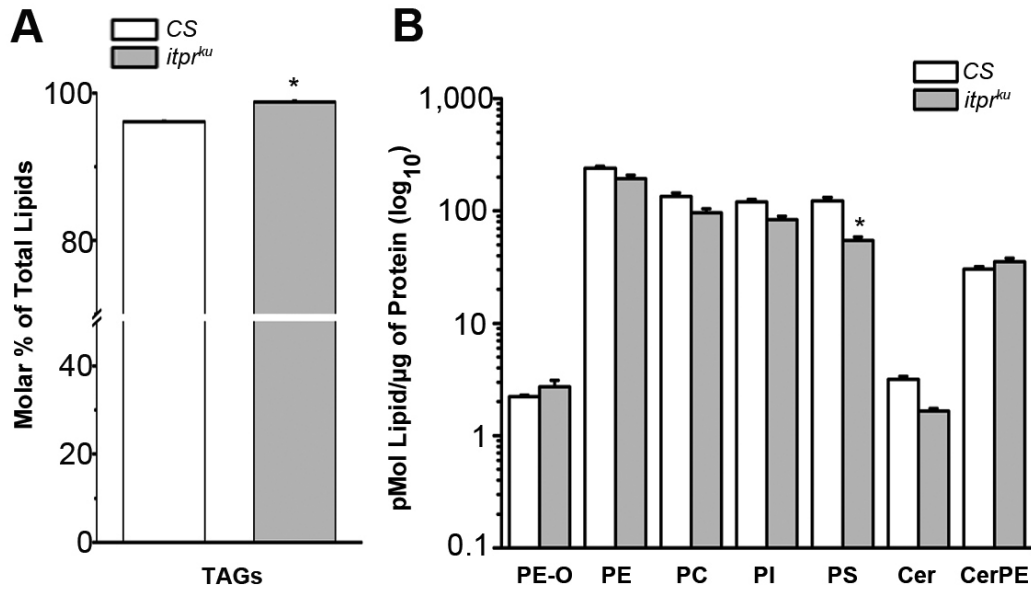 A
CS
itpr^ku
*
100
80
40
20
0
Molar % of Total Lipids
TAGs
B
CS
itpr^ku
1,000
100
10
1
0.1
pMol Lipid/µg of Protein (log10)
*
PE-O PE PC PI PS Cer CerPE